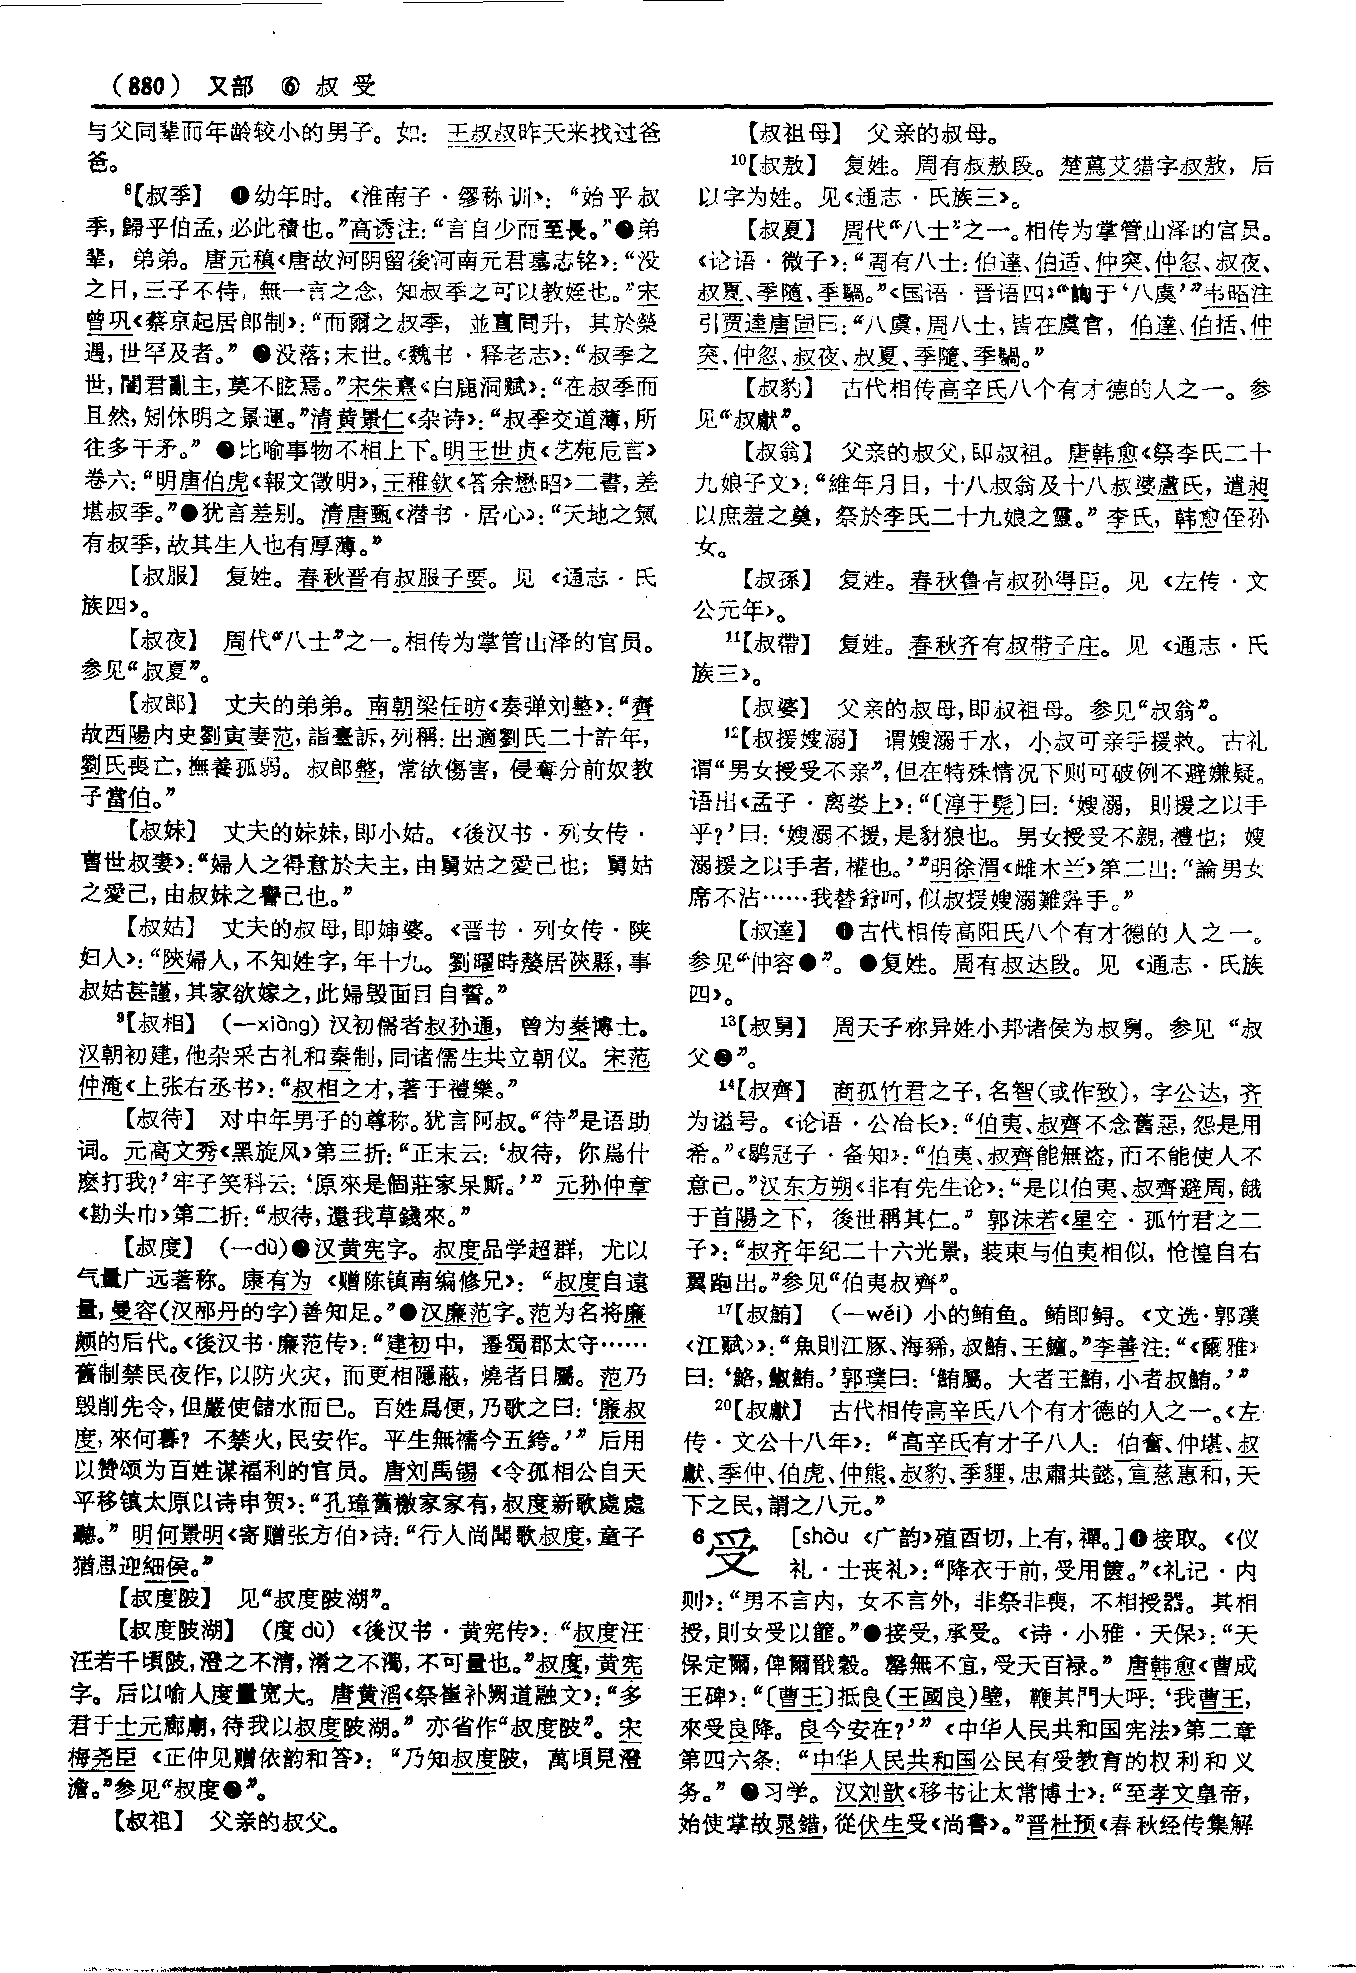 （880） 又部 ⑥ 叔 受
与父同辈而年龄较小的男子。如：王叔叔昨天来找过爸
爸。
⁸【叔季】 ❶幼年时。《淮南子·缪称训》：“始乎叔
季，歸乎伯孟，必此積也。”高诱注：“言自少而至長。”❷弟
辈，弟弟。唐元稹《唐故河阴留後河南元君墓志铭》：“没
之日，三子不侍，無一言之念，知叔季之可以教姪也。”宋
曾巩《蔡京起居郎制》：“而爾之叔季，並直同升，其於榮
遇，世罕及者。” ❸没落；末世。《魏书·释老志》：“叔季之
世，闇君亂主，莫不眩焉。”宋朱熹《白鹿洞赋》：“在叔季而
且然，矧休明之景運。”清黄景仁《杂诗》：“叔季交道薄，所
往多干矛。” ❹比喻事物不相上下。明王世贞《艺苑卮言》
卷六：“明唐伯虎《報文徵明》，王稚欽《答余懋昭》二書，差
堪叔季。”❺犹言差别。清唐甄《潜书·居心》：“天地之氣
有叔季，故其生人也有厚薄。”
【叔服】 复姓。春秋晋有叔服子要。见《通志·氏
族四》。
【叔夜】 周代“八士”之一。相传为掌管山泽的官员。
参见“叔夏”。
【叔郎】 丈夫的弟弟。南朝梁任昉《奏弹刘整》：“齊
故西陽内史劉寅妻范，詣臺訴，列稱：出適劉氏二十許年，
劉氏喪亡，撫養孤弱。叔郎整，常欲傷害，侵奪分前奴教
子當伯。”
【叔妹】 丈夫的妹妹，即小姑。《後汉书·列女传·
曹世叔妻》：“婦人之得意於夫主，由舅姑之愛己也；舅姑
之愛己，由叔妹之譽己也。”
【叔姑】 丈夫的叔母，即婶婆。《晋书·列女传·陕
妇人》：“陜婦人，不知姓字，年十九。劉曜時嫠居陜縣，事
叔姑甚謹，其家欲嫁之，此婦毁面目自誓。”
⁹【叔相】 （—xiàng）汉初儒者叔孙通，曾为秦博士。
汉朝初建，他杂采古礼和秦制，同诸儒生共立朝仪。宋范
仲淹《上张右丞书》：“叔相之才，著于禮樂。”
【叔待】 对中年男子的尊称。犹言阿叔。“待”是语助
词。元高文秀《黑旋风》第三折：“正末云：‘叔待，你爲什
麽打我？’牢子笑科云：‘原來是個莊家呆厮。’” 元孙仲章
《勘头巾》第二折：“叔待，還我草錢來。”
【叔度】 （—dù）❶汉黄宪字。叔度品学超群，尤以
气量广远著称。康有为《赠陈镇南编修兄》：“叔度自遠
量，曼容（汉邴丹的字）善知足。”❷汉廉范字。范为名将廉
颇的后代。《後汉书·廉范传》：“建初中，遷蜀郡太守……
舊制禁民夜作，以防火灾，而更相隱蔽，燒者日屬。范乃
毁削先令，但嚴使儲水而已。百姓爲便，乃歌之曰：‘廉叔
度，來何暮？不禁火，民安作。平生無襦今五絝。’” 后用
以赞颂为百姓谋福利的官员。唐刘禹锡《令狐相公自天
平移镇太原以诗申贺》：“孔璋舊檄家家有，叔度新歌處處
聽。” 明何景明《寄赠张方伯》诗：“行人尚聞歌叔度，童子
猶思迎細侯。”
【叔度陂】 见“叔度陂湖”。
【叔度陂湖】 （度 dù）《後汉书·黄宪传》：“叔度汪
汪若千頃陂，澄之不清，淆之不濁，不可量也。”叔度，黄宪
字。后以喻人度量宽大。唐黄滔《祭崔补阙道融文》：“多
君于士元廊廟，待我以叔度陂湖。” 亦省作“叔度陂”。宋
梅尧臣《正仲见赠依韵和答》：“乃知叔度陂，萬頃見澄
澹。”参见“叔度❶”。
【叔祖】 父亲的叔父。
【叔祖母】 父亲的叔母。
¹⁰【叔敖】 复姓。周有叔敖段。楚蔿艾猎字叔敖，后
以字为姓。见《通志·氏族三》。
【叔夏】 周代“八士”之一。相传为掌管山泽的官员。
《论语·微子》：“周有八士：伯達、伯适、仲突、仲忽、叔夜、
叔夏、季隨、季騧。”《国语·晋语四》“詢于‘八虞’”韦昭注
引贾逵唐固曰：“八虞，周八士，皆在虞官，伯達、伯括、仲
突、仲忽、叔夜、叔夏、季隨、季騧。”
【叔豹】 古代相传高辛氏八个有才德的人之一。参
见“叔獻”。
【叔翁】 父亲的叔父，即叔祖。唐韩愈《祭李氏二十
九娘子文》：“維年月日，十八叔翁及十八叔婆盧氏，遣昶
以庶羞之奠，祭於李氏二十九娘之靈。” 李氏，韩愈侄孙
女。
【叔孫】 复姓。春秋鲁有叔孙得臣。见《左传·文
公元年》。
¹¹【叔帶】 复姓。春秋齐有叔带子庄。见《通志·氏
族三》。
【叔婆】 父亲的叔母，即叔祖母。参见“叔翁”。
¹²【叔援嫂溺】 谓嫂溺于水，小叔可亲手援救。古礼
谓“男女授受不亲”，但在特殊情况下则可破例不避嫌疑。
语出《孟子·离娄上》：“〔淳于髡〕曰：‘嫂溺，則援之以手
乎？’曰：‘嫂溺不援，是豺狼也。男女授受不親，禮也；嫂
溺援之以手者，權也。’”明徐渭《雌木兰》第二出：“論男女
席不沾……我替爺呵，似叔援嫂溺難辭手。”
【叔達】 ❶古代相传高阳氏八个有才德的人之一。
参见“仲容❶”。 ❷复姓。周有叔达段。见《通志·氏族
四》。
¹³【叔舅】 周天子称异姓小邦诸侯为叔舅。参见“叔
父❷”。
¹⁴【叔齊】 商孤竹君之子，名智（或作致），字公达，齐
为谥号。《论语·公冶长》：“伯夷、叔齊不念舊惡，怨是用
希。”《鹖冠子·备知》：“伯夷、叔齊能無盗，而不能使人不
意己。”汉东方朔《非有先生论》：“是以伯夷、叔齊避周，餓
于首陽之下，後世稱其仁。” 郭沫若《星空·孤竹君之二
子》：“叔齐年纪二十六光景，装束与伯夷相似，怆惶自右
翼跑出。”参见“伯夷叔齊”。
¹⁷【叔鮪】 （—wěi）小的鲔鱼。鲔即鲟。《文选·郭璞
〈江赋〉》：“魚則江豚、海狶，叔鮪、王鱣。”李善注：“《爾雅》
曰：‘鮥，鮛鮪。’郭璞曰：‘鮪屬。大者王鮪，小者叔鮪。’”
²⁰【叔獻】 古代相传高辛氏八个有才德的人之一。《左
传·文公十八年》：“高辛氏有才子八人：伯奮、仲堪、叔
獻、季仲、伯虎、仲熊、叔豹、季貍，忠肅共懿，宣慈惠和，天
下之民，謂之八元。”
⁶受 [shòu 《广韵》殖酉切，上有，禪。]❶接取。《仪
礼·士丧礼》：“降衣于前，受用篋。”《礼记·内
则》：“男不言内，女不言外，非祭非喪，不相授器。其相
授，則女受以篚。”❷接受，承受。《诗·小雅·天保》：“天
保定爾，俾爾戩穀。罄無不宜，受天百禄。” 唐韩愈《曹成
王碑》：“〔曹王〕抵良（王國良）壁，鞭其門大呼：‘我曹王，
來受良降。良今安在？’” 《中华人民共和国宪法》第二章
第四六条：“中华人民共和国公民有受教育的权利和义
务。” ❸习学。汉刘歆《移书让太常博士》：“至孝文皇帝，
始使掌故晁錯，從伏生受《尚書》。”晋杜预《春秋经传集解